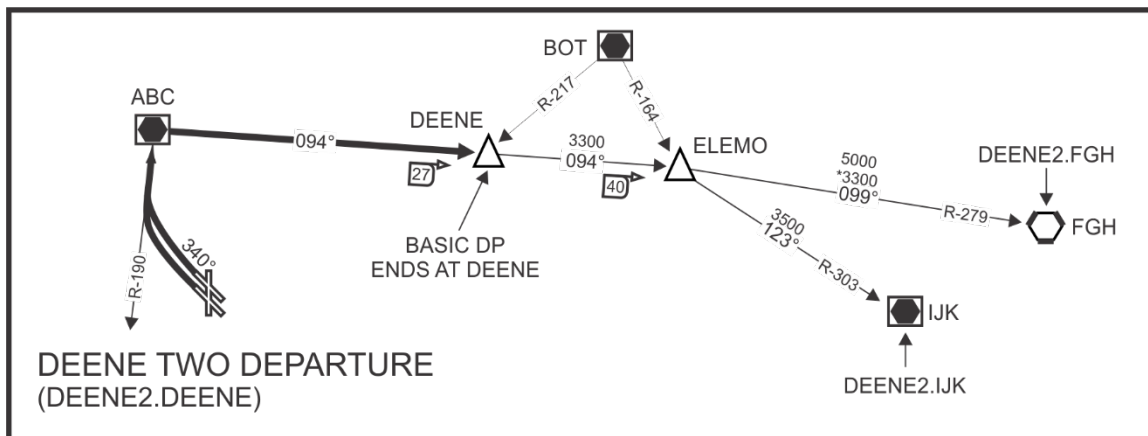 BOT
ABC
R-217
R-164
DEENE
094°
3300
094°
ELEMO
27
40
5000
*3300
099°
DEENE2.FGH
R-279
FGH
BASIC DP
ENDS AT DEENE
340°
R-190
3500
123°
R-303
IJK
DEENE TWO DEPARTURE
(DEENE2.DEENE)
DEENE2.IJK